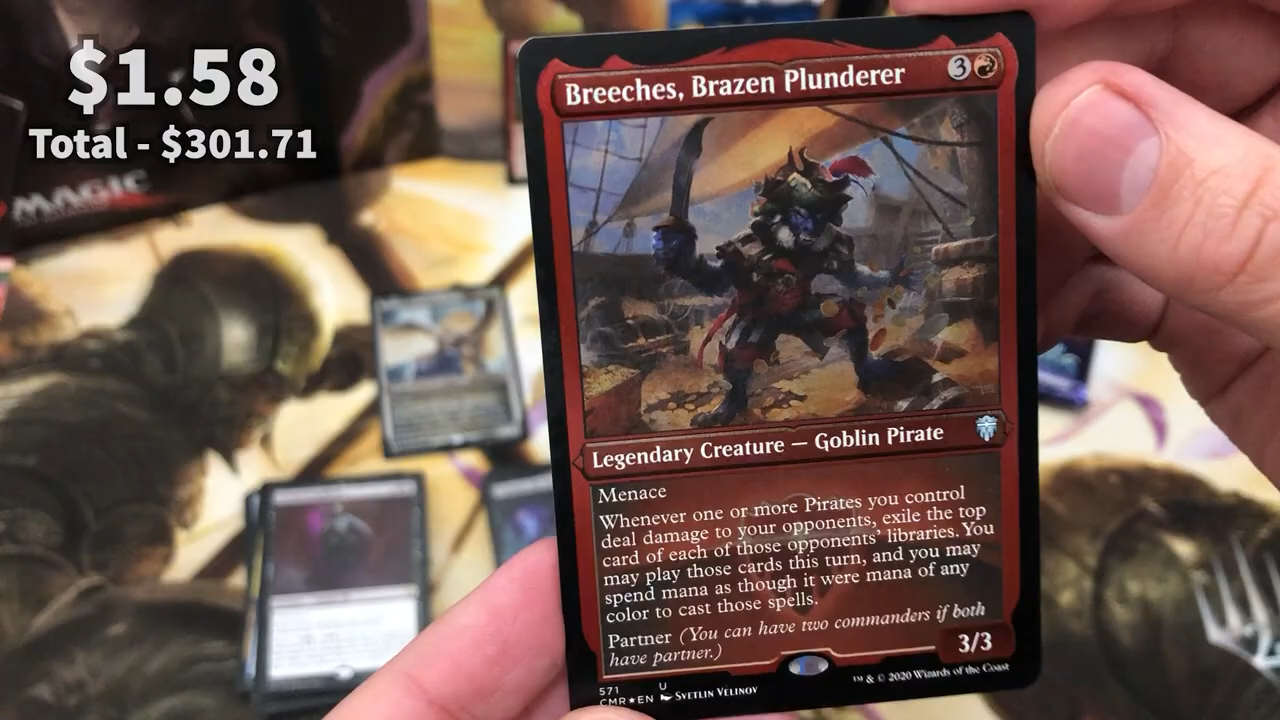 $1.58
Total - $301.71
MAGIC
Breeches, Brazen Plunderer
3
Legendary Creature — Goblin Pirate
Menace
Whenever one or more Pirates you control
deal damage to your opponents, exile the top
card of each of those opponents' libraries. You
may play those cards this turn, and you may
spend mana as though it were mana of any
color to cast those spells.
Partner (You can have two commanders if both
have partner.)
3/3
571 U
CMR★EN Svetlin Velinov
™ & © 2020 Wizards of the Coast